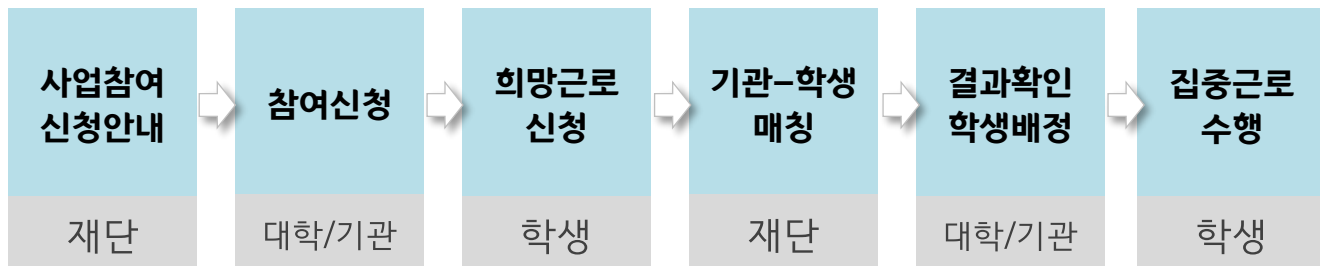 사업참여
신청안내
재단
참여신청
대학/기관
희망근로
신청
학생
기관-학생
매칭
재단
결과확인
학생배정
대학/기관
집중근로
수행
학생